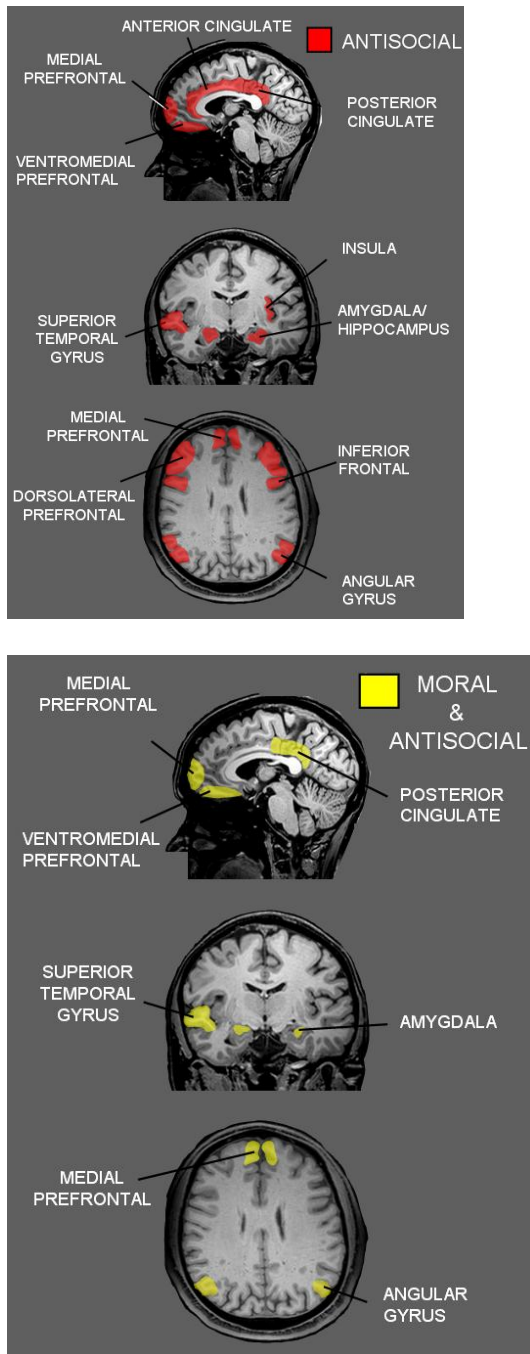 ANTERIOR CINGULATE
ANTISOCIAL
MEDIAL
PREFRONTAL
POSTERIOR
CINGULATE
VENTROMEDIAL
PREFRONTAL
INSULA
SUPERIOR
TEMPORAL
GYRUS
AMYGDALA/
HIPPOCAMPUS
MEDIAL
PREFRONTAL
INFERIOR
FRONTAL
DORSOLATERAL
PREFRONTAL
ANGULAR
GYRUS
MEDIAL
PREFRONTAL
MORAL
&
ANTISOCIAL
POSTERIOR
CINGULATE
VENTROMEDIAL
PREFRONTAL
SUPERIOR
TEMPORAL
GYRUS
AMYGDALA
MEDIAL
PREFRONTAL
ANGULAR
GYRUS